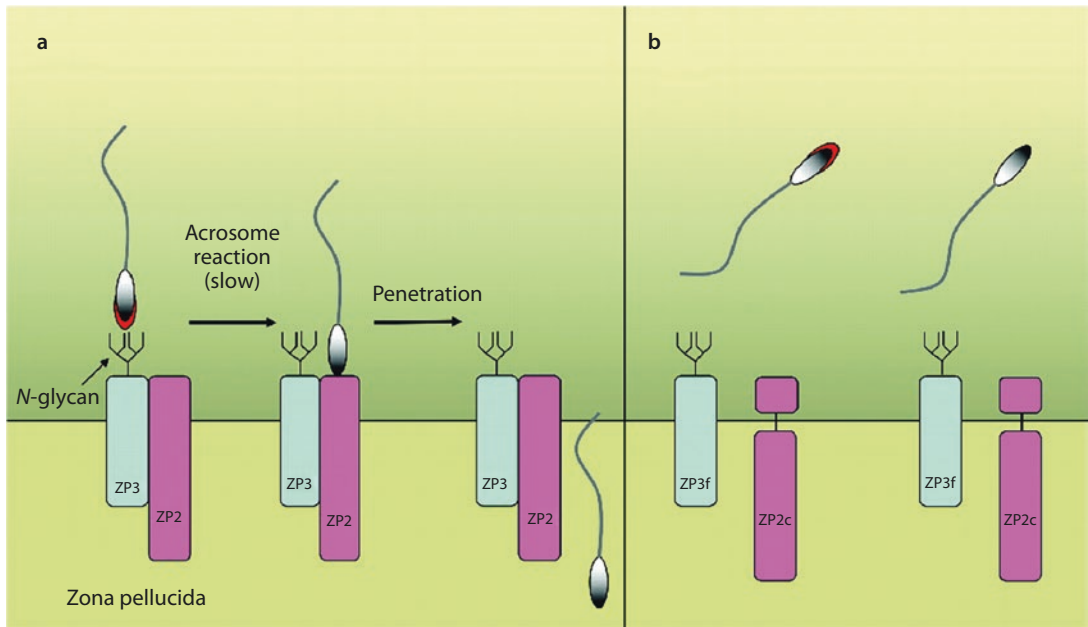 a
Acrosome
reaction
(slow)
Penetration
N-glycan
ZP3
ZP2
ZP3
ZP2
ZP3
ZP2
Zona pellucida
b
ZP3f
ZP2c
ZP3f
ZP2c